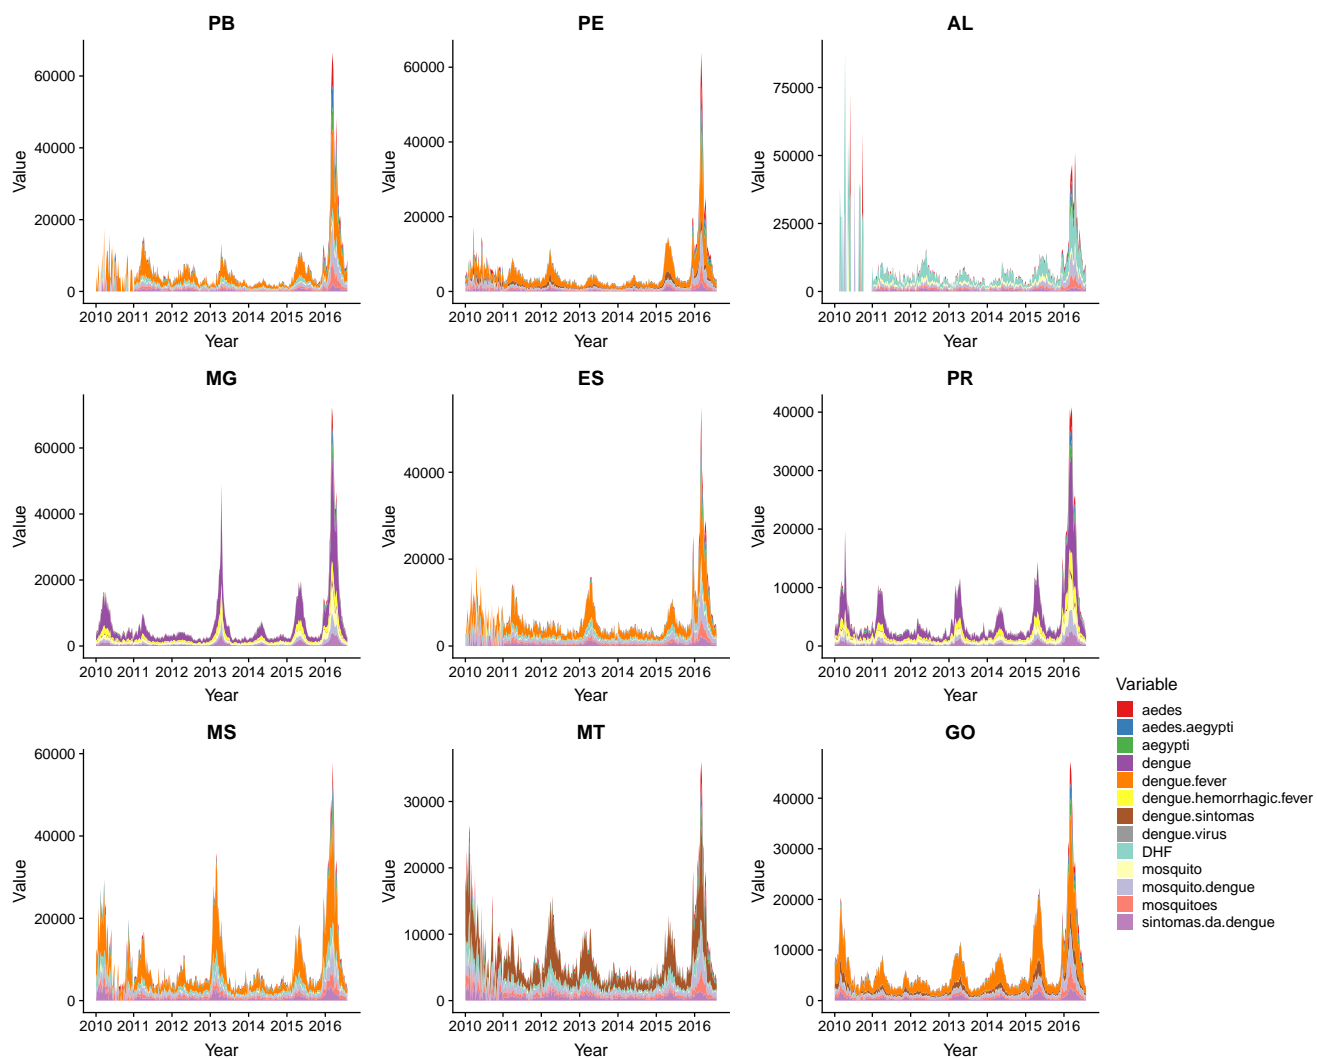 PB
60000
40000
20000
0
Value
2010 2011 2012 2013 2014 2015 2016
Year
PE
60000
40000
20000
0
Value
2010 2011 2012 2013 2014 2015 2016
Year
AL
75000
50000
25000
0
Value
2010 2011 2012 2013 2014 2015 2016
Year
MG
60000
40000
20000
0
Value
2010 2011 2012 2013 2014 2015 2016
Year
ES
40000
20000
0
Value
2010 2011 2012 2013 2014 2015 2016
Year
PR
40000
30000
20000
10000
0
Value
2010 2011 2012 2013 2014 2015 2016
Year
MS
60000
40000
20000
0
Value
2010 2011 2012 2013 2014 2015 2016
Year
MT
30000
20000
10000
0
Value
2010 2011 2012 2013 2014 2015 2016
Year
GO
40000
30000
20000
10000
0
Value
2010 2011 2012 2013 2014 2015 2016
Year
Variable
aedes
aedes.aegypti
aegypti
dengue
dengue.fever
dengue.hemorrhagic.fever
dengue.sintomas
dengue.virus
DHF
mosquito
mosquito.dengue
mosquitoes
sintomas.da.dengue